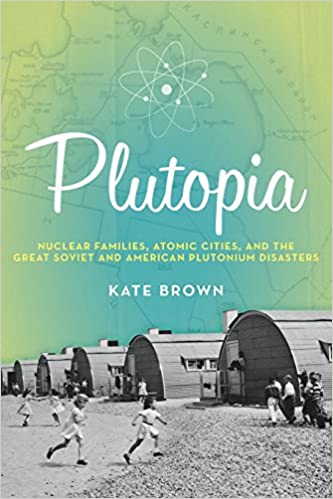 Plutopia
NUCLEAR FAMILIES, ATOMIC CITIES, AND THE
GREAT SOVIET AND AMERICAN PLUTONIUM DISASTERS
KATE BROWN